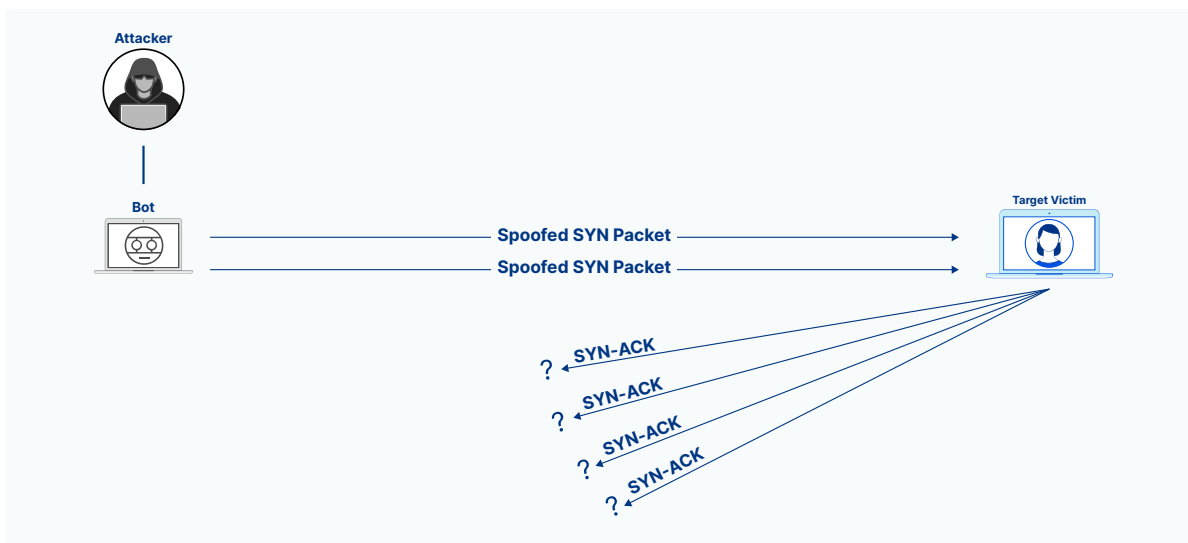 Attacker
Bot
Target Victim
Spoofed SYN Packet
Spoofed SYN Packet
? SYN-ACK
? SYN-ACK
? SYN-ACK
? SYN-ACK